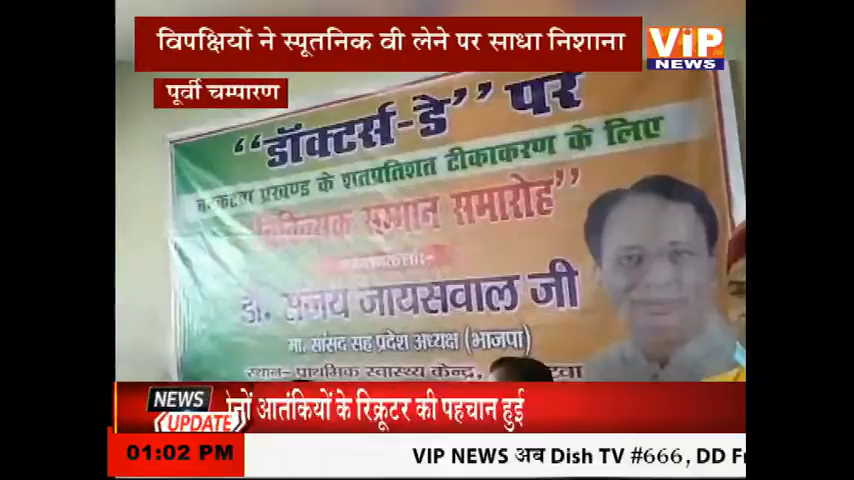 विपक्षियों ने स्पूतनिक वी लेने पर साधा निशाना
ViP
NEWS
पूर्वी चम्पारण
“डॉक्टर्स-डे” पर
प्रखण्ड के शतप्रतिशत टीकाकरण के लिए
सम्मान समारोह”
डा. संजय जायसवाल जी
मा. सांसद सह प्रदेश अध्यक्ष (भाजपा)
स्थान- प्राथमिक स्वास्थ्य केन्द्र,
NEWS
UPDATE
आतंकियों के रिक्रूटर की पहचान हुई
01:02 PM
VIP NEWS अब Dish TV #666, DD